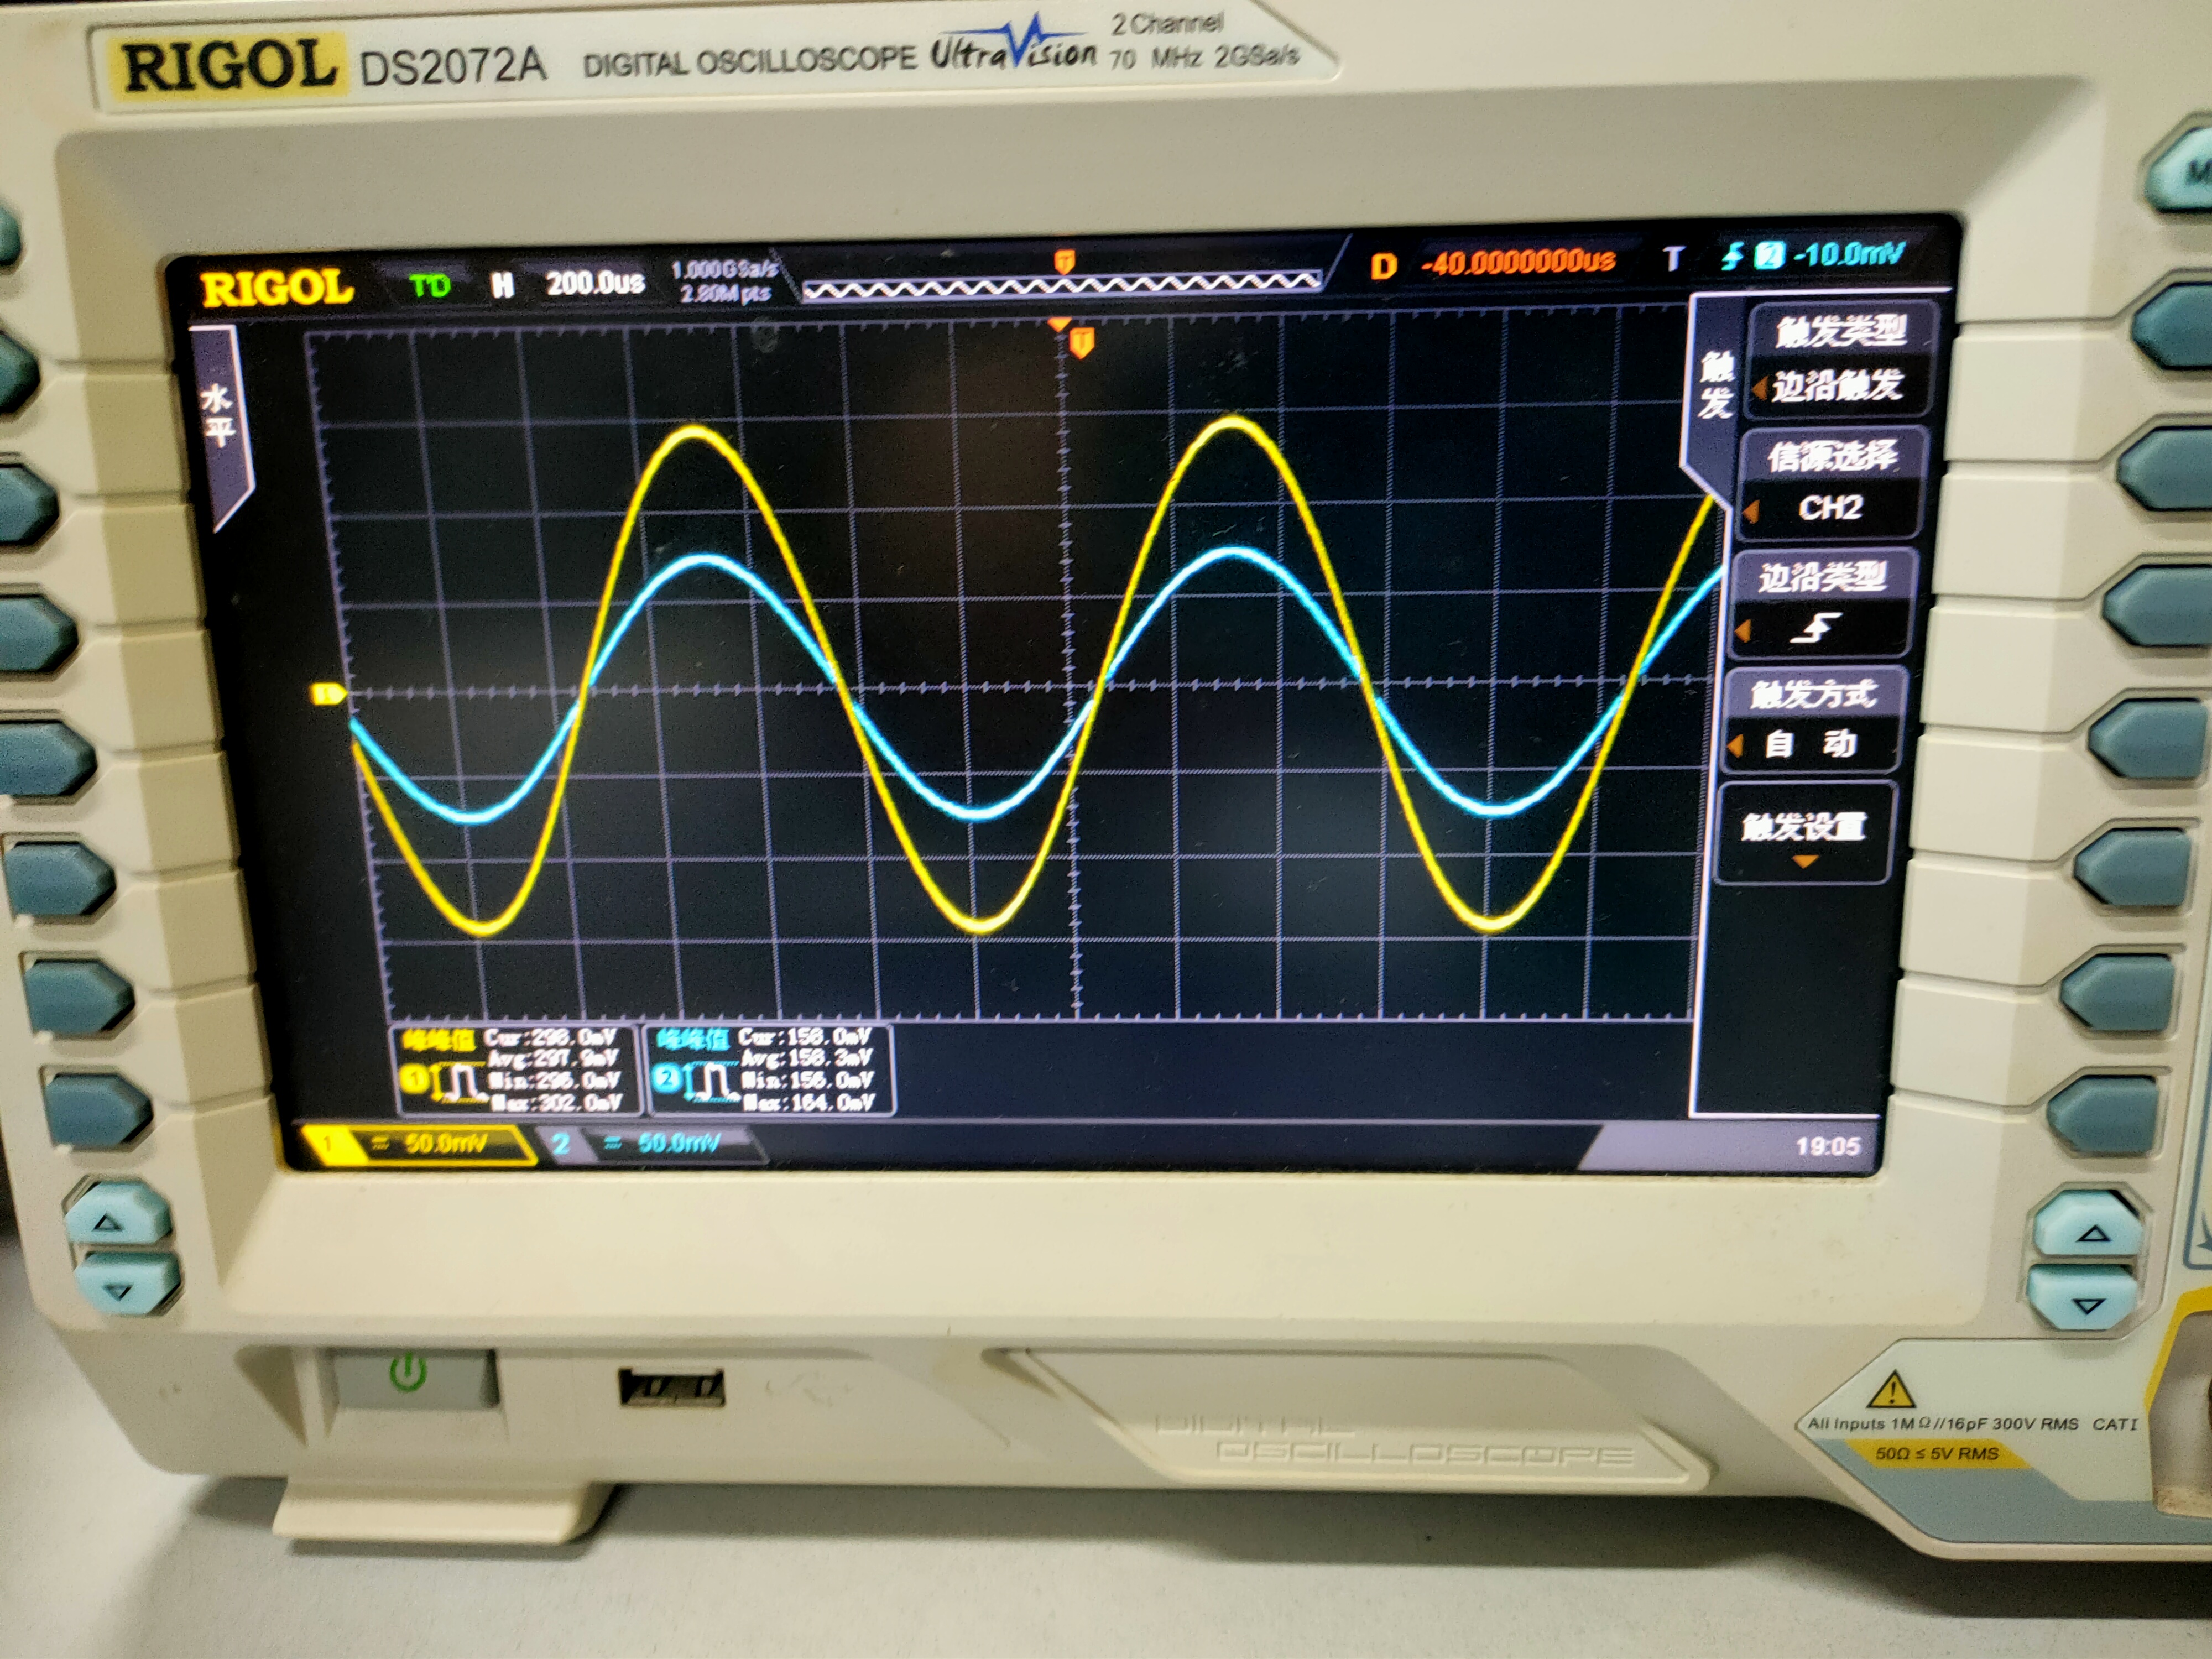 RIGOL DS2072A DIGITAL OSCILLOSCOPE UltraVision 2 Channel
70 MHz 2GSa/s
M
RIGOL T'D H 200.0us 1.000GSa/s
2.80M pts
T
D -40.0000000us T 2 -10.0mV
水平
T
触发
触发类型
边沿触发
信源选择
CH2
边沿类型
触发方式
自 动
触发设置
1
峰峰值 Cur:298.0mV
Avg:297.9mV
1 Min:296.0mV
Max:302.0mV
峰峰值 Cur:158.0mV
Avg:158.3mV
2 Min:156.0mV
Max:164.0mV
1 = 50.0mV 2 = 50.0mV 19:05
DIGITAL
OSCILLOSCOPE
All Inputs 1MΩ//16pF 300V RMS CAT I
50Ω ≤ 5V RMS